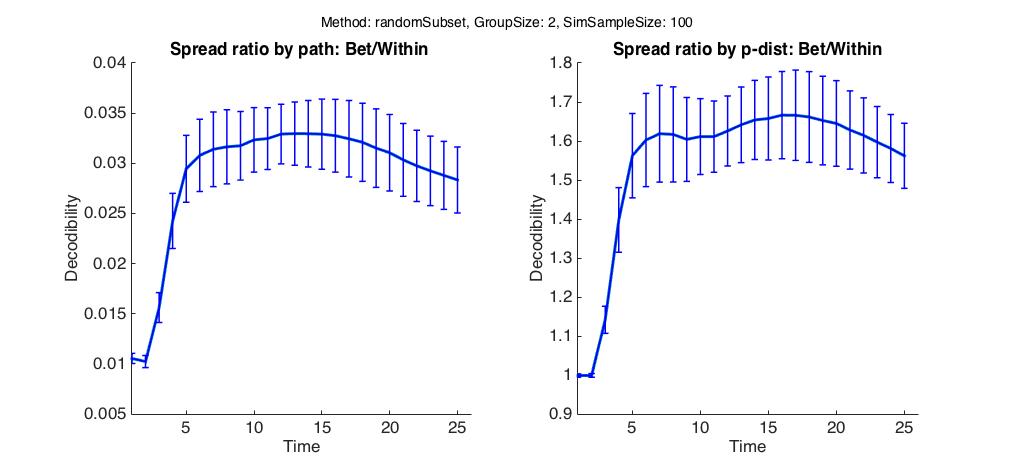 Method: randomSubset, GroupSize: 2, SimSampleSize: 100
Spread ratio by path: Bet/Within
0.04
0.035
0.03
0.025
0.02
0.015
0.01
0.005
Decodibility
5 10 15 20 25
Time
Spread ratio by p-dist: Bet/Within
1.8
1.7
1.6
1.5
1.4
1.3
1.2
1.1
1
0.9
Decodibility
5 10 15 20 25
Time